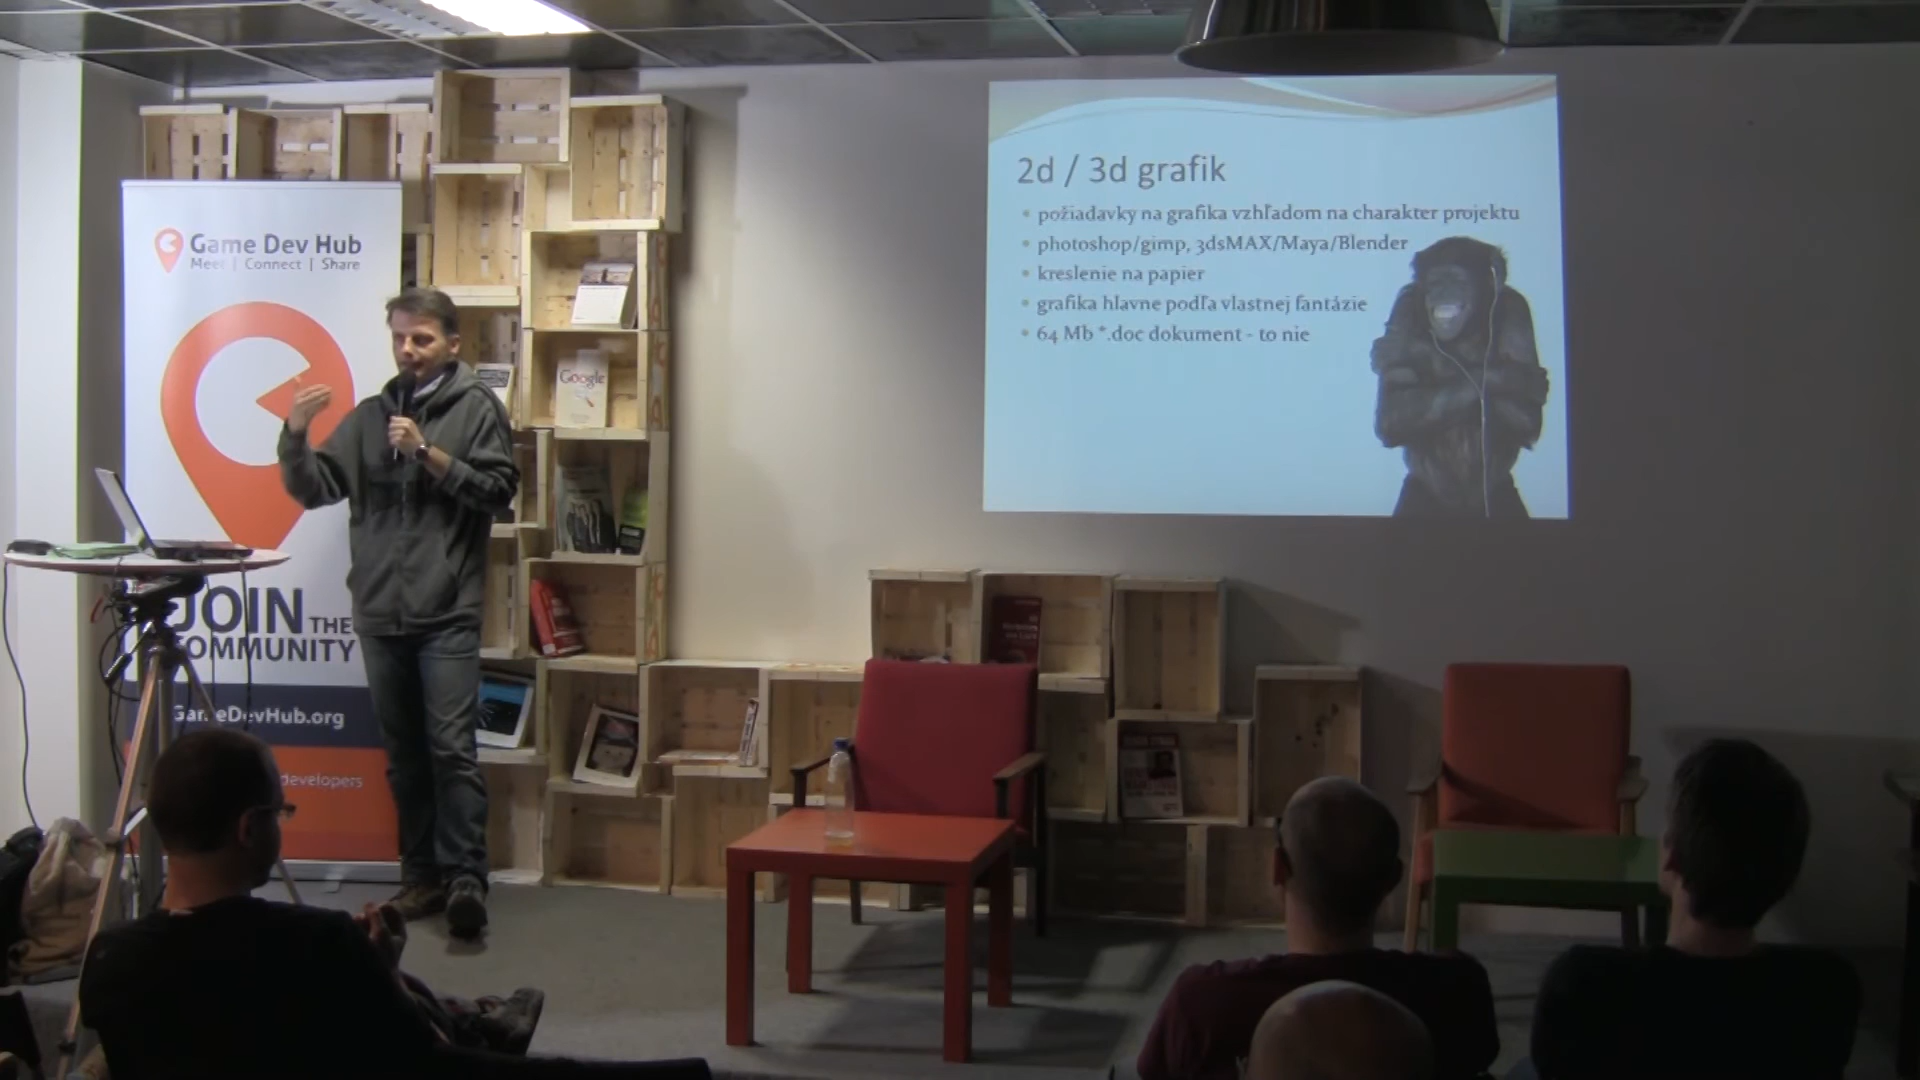 Game Dev Hub
Meet | Connect | Share
JOIN THE
COMMUNITY
GameDevHub.org
developers
Google
2d / 3d grafik
požiadavky na grafika vzhľadom na charakter projektu
photoshop/gimp, 3dsMAX/Maya/Blender
kreslenie na papier
grafika hlavne podľa vlastnej fantázie
64 Mb *.doc dokument - to nie